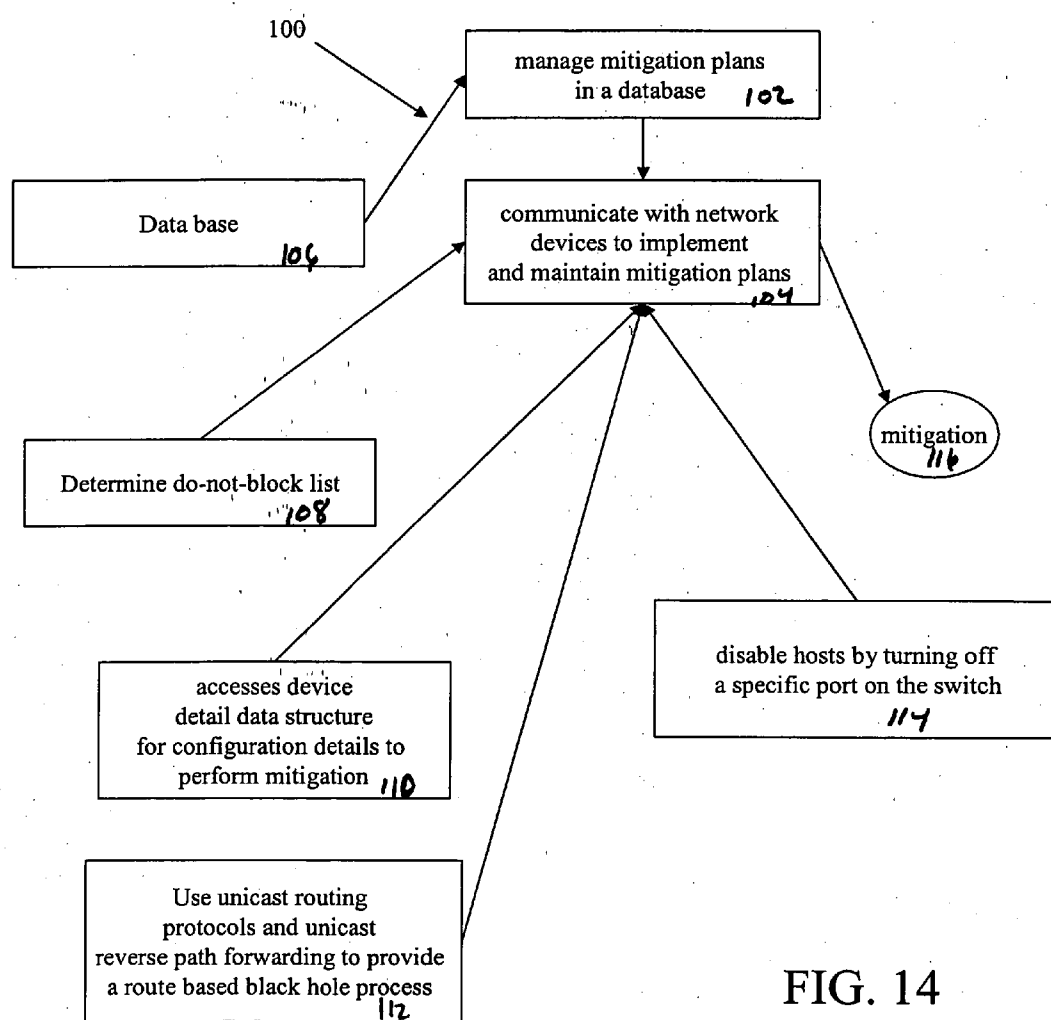 100
manage mitigation plans
in a database 102
Data base
106
communicate with network
devices to implement
and maintain mitigation plans
104
mitigation
116
Determine do-not-block list
108
disable hosts by turning off
a specific port on the switch
114
accesses device
detail data structure
for configuration details to
perform mitigation 110
Use unicast routing
protocols and unicast
reverse path forwarding to provide
a route based black hole process
112
FIG. 14